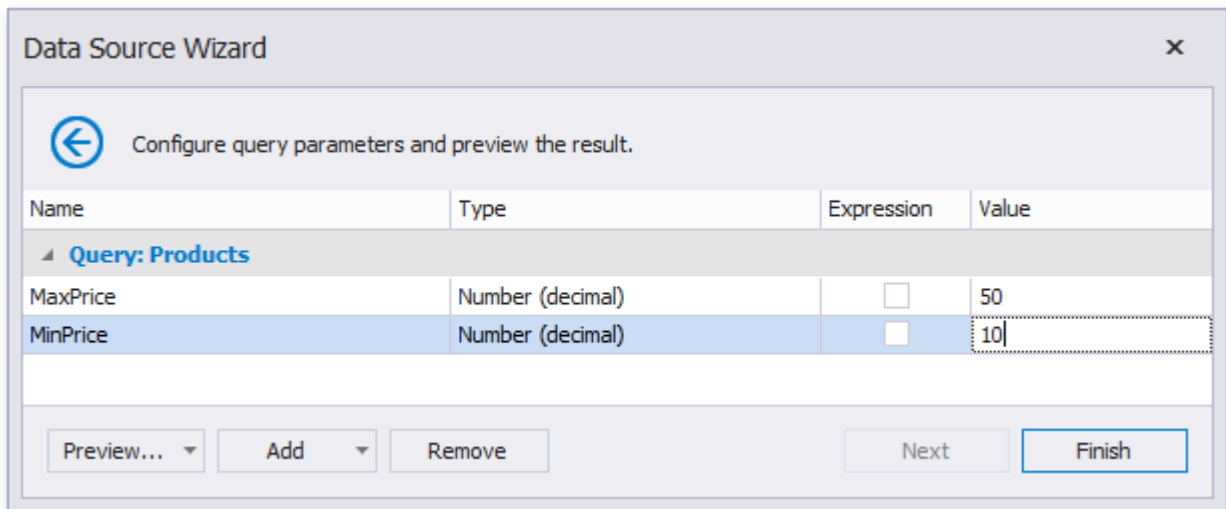 Data Source Wizard
Configure query parameters and preview the result.
Name Type Expression Value
Query: Products
MaxPrice Number (decimal) 50
MinPrice Number (decimal) 10
Preview... Add Remove Next Finish